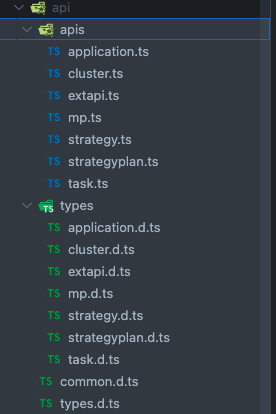 api
apis
TS application.ts
TS cluster.ts
TS extapi.ts
TS mp.ts
TS strategy.ts
TS strategyplan.ts
TS task.ts
TS types
TS application.d.ts
TS cluster.d.ts
TS extapi.d.ts
TS mp.d.ts
TS strategy.d.ts
TS strategyplan.d.ts
TS task.d.ts
TS common.d.ts
TS types.d.ts